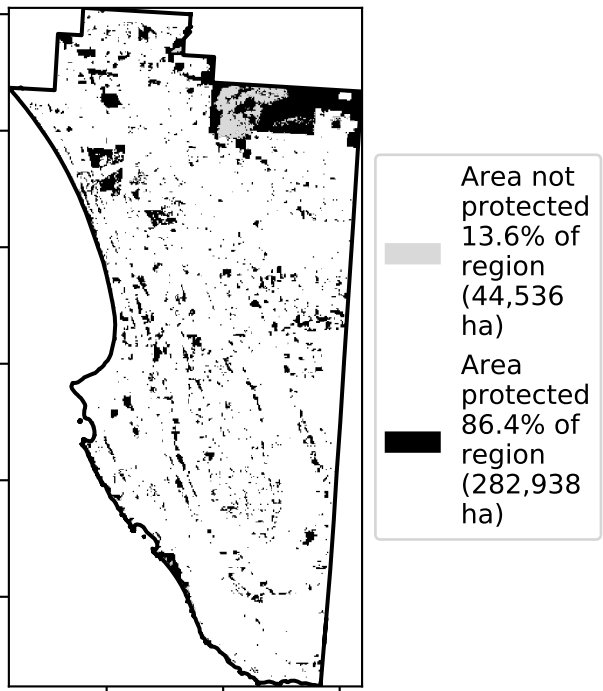 Area not
protected
13.6% of
region
(44,536
ha)
Area
protected
86.4% of
region
(282,938
ha)